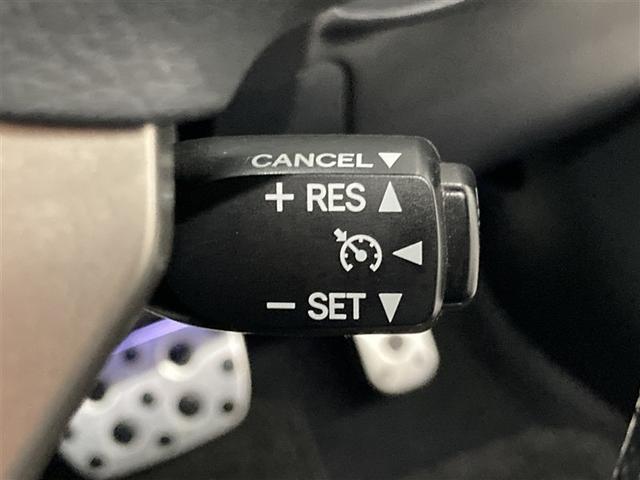 CANCEL▼
+ RES ▲
◀
− SET ▼